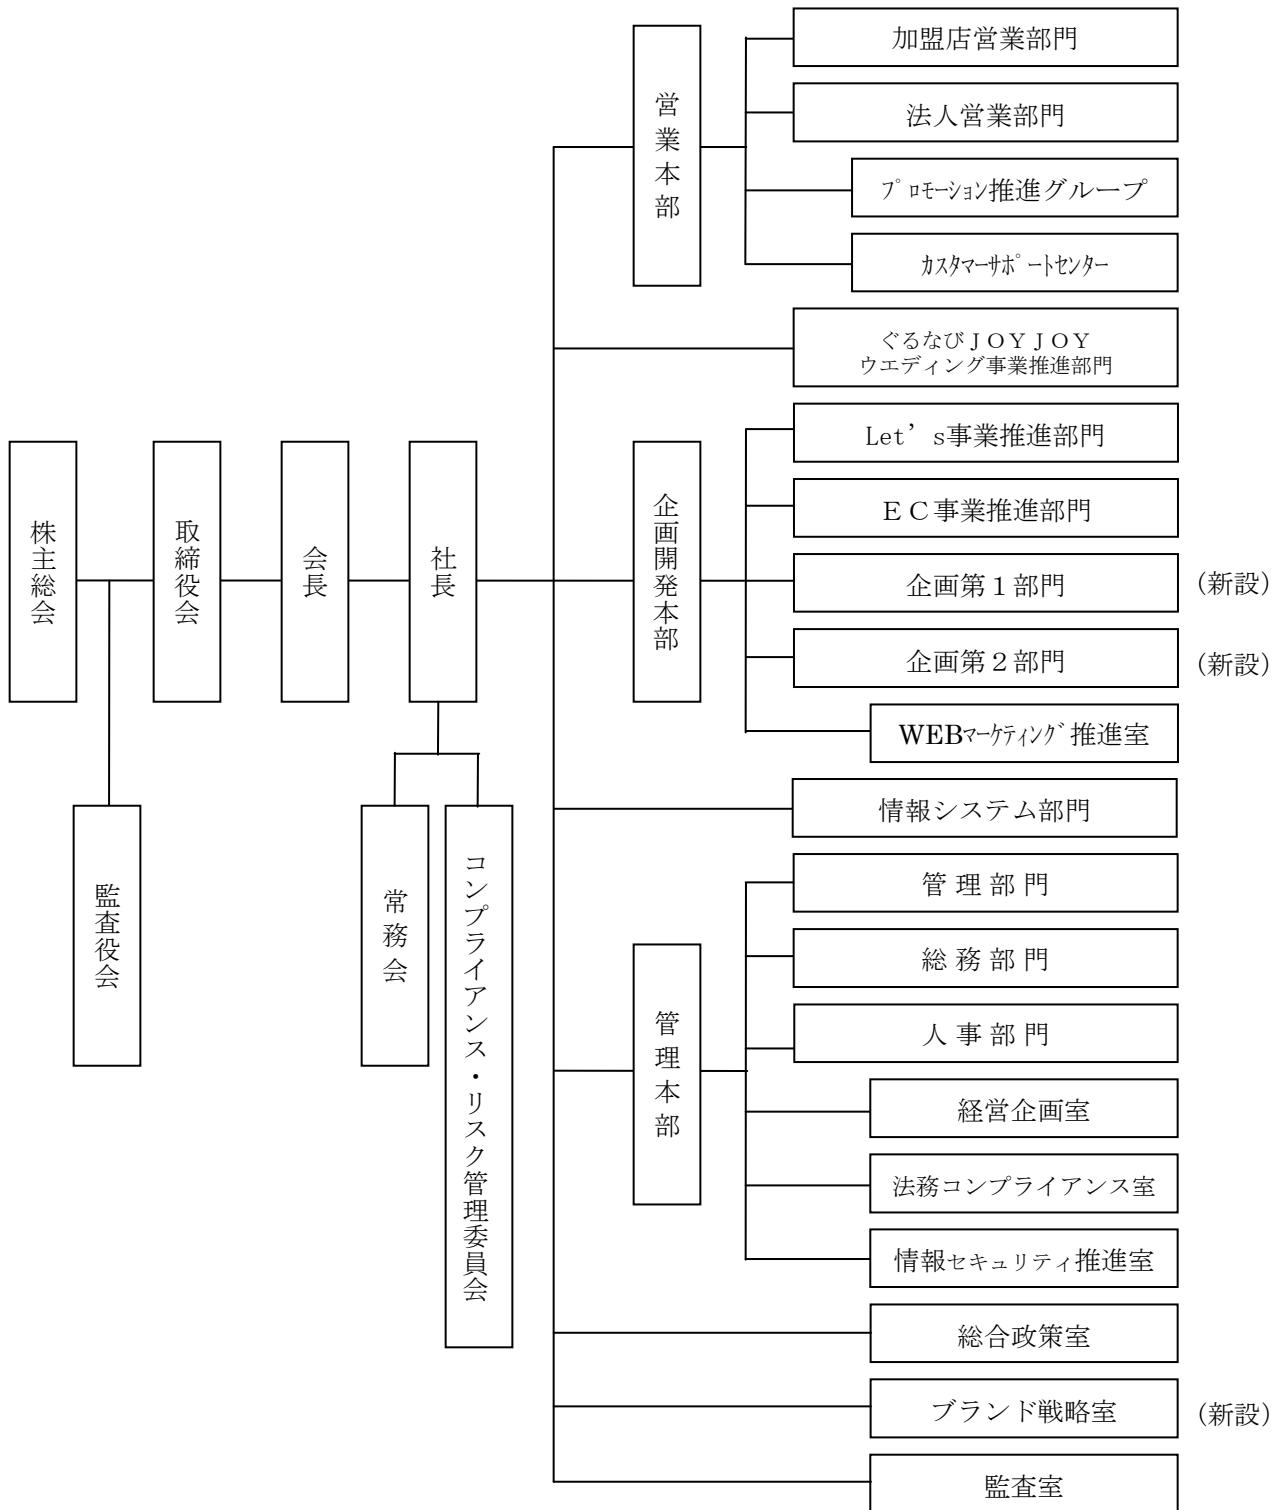 加盟店営業部門
法人営業部門
プロモーション推進グループ
カスタマーサポートセンター
営業本部
ぐるなびＪＯＹＪＯＹ
ウエディング事業推進部門
Let’s事業推進部門
ＥＣ事業推進部門
企画第１部門
(新設)
企画第２部門
(新設)
WEBマーケティング推進室
企画開発本部
株主総会
取締役会
会長
社長
監査役会
常務会
コンプライアンス・リスク管理委員会
情報システム部門
管理部門
総務部門
人事部門
経営企画室
法務コンプライアンス室
情報セキュリティ推進室
管理本部
総合政策室
ブランド戦略室
(新設)
監査室